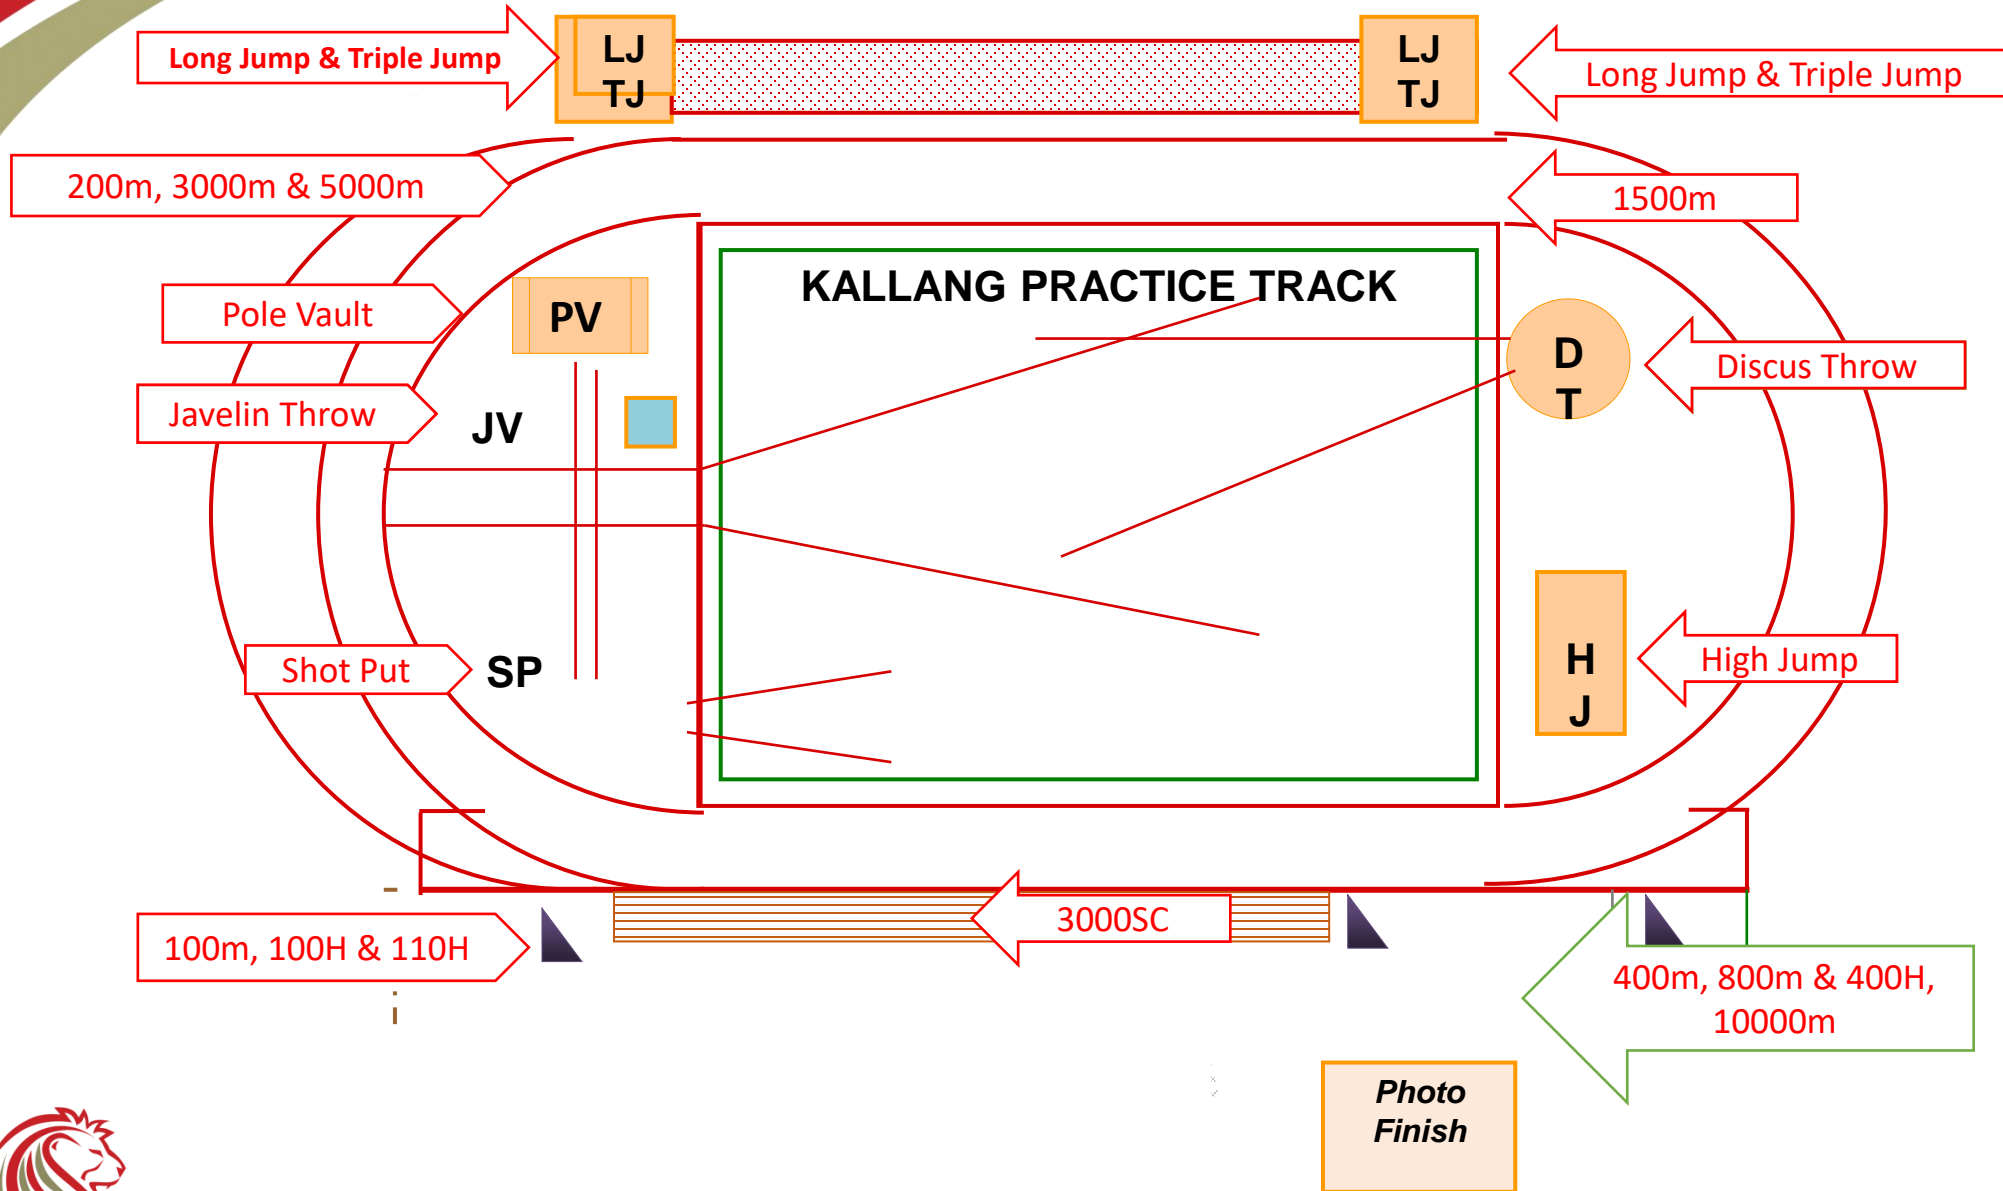 Long Jump & Triple Jump
LJ
TJ
LJ
TJ
Long Jump & Triple Jump
200m, 3000m & 5000m
1500m
KALLANG PRACTICE TRACK
Pole Vault
PV
D
T
Discus Throw
Javelin Throw
JV
Shot Put
SP
H
J
High Jump
100m, 100H & 110H
3000SC
400m, 800m & 400H,
10000m
Photo
Finish